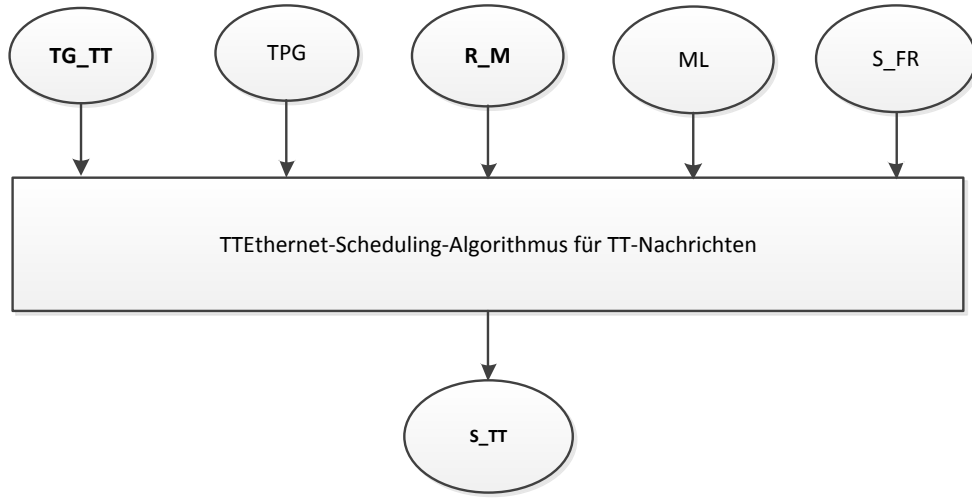 TG_TT
TPG
R_M
ML
S_FR
TTEthernet-Scheduling-Algorithmus für TT-Nachrichten
S_TT